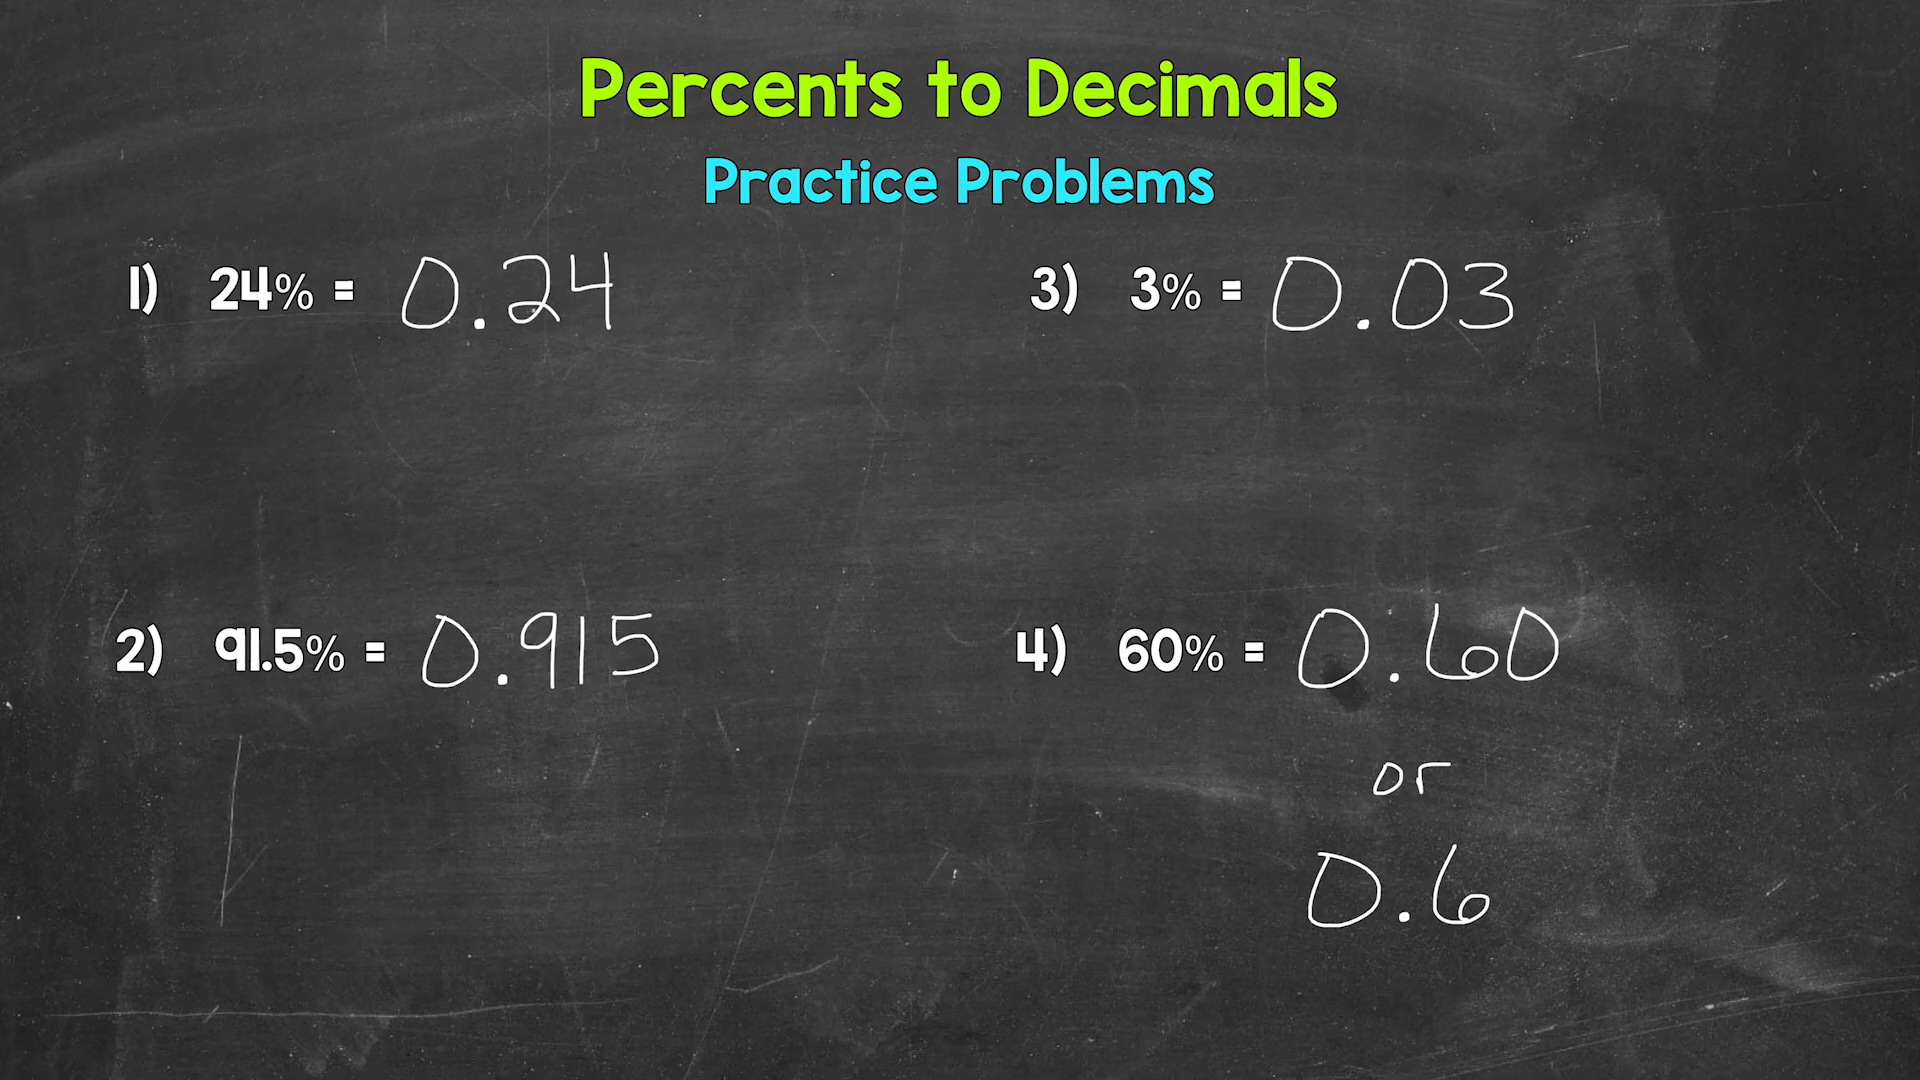 Percents to Decimals
Practice Problems
1) 24% = 0.24
3) 3% = 0.03
2) 91.5% = 0.915
4) 60% = 0.60
or
0.6